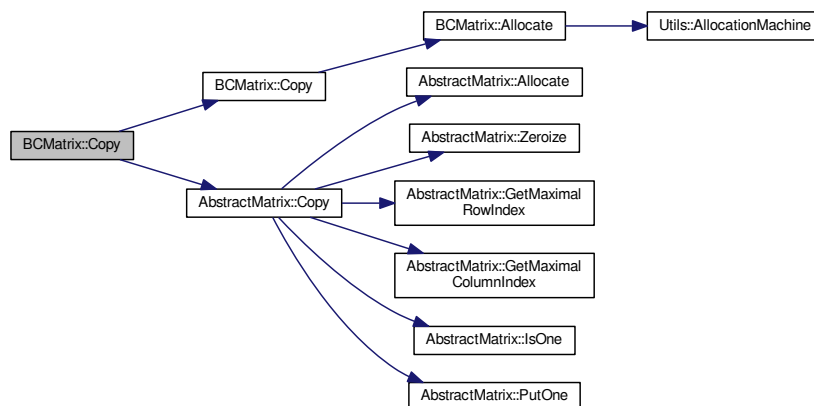 BCMatrix::Copy
BCMatrix::Copy
AbstractMatrix::Copy
BCMatrix::Allocate
Utils::AllocationMachine
AbstractMatrix::Allocate
AbstractMatrix::Zeroize
AbstractMatrix::GetMaximal
RowIndex
AbstractMatrix::GetMaximal
ColumnIndex
AbstractMatrix::IsOne
AbstractMatrix::PutOne